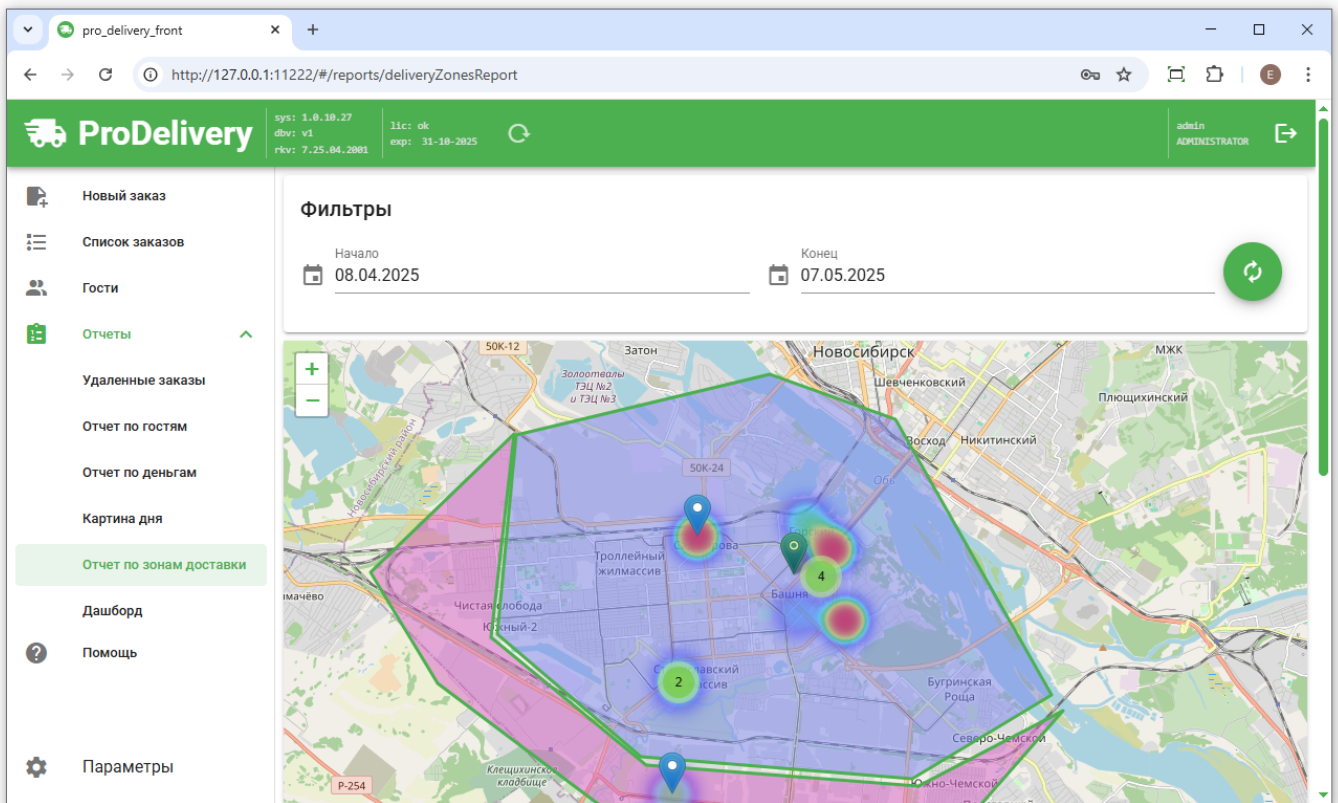 pro_delivery_front
http://127.0.0.1:11222/#/reports/deliveryZonesReport
E
ProDelivery
sys: 1.0.10.27
dbv: v1
rkv: 7.25.04.2001
lic: ok
exp: 31-10-2025
admin
ADMINISTRATOR
Новый заказ
Список заказов
Гости
Отчеты
Удаленные заказы
Отчет по гостям
Отчет по деньгам
Картина дня
Отчет по зонам доставки
Дашборд
Помощь
Параметры
Фильтры
Начало
08.04.2025
Конец
07.05.2025
+
−
50К-12
Затон
Новосибирск
МЖК
Золоотвалы
ТЭЦ №2
и ТЭЦ №3
Шевченковский
Плющихинский
Восход
Никитинский
Новосибирский район
50К-24
Обь
Троллейный
жилмассив
4
Башня
Чистая слобода
Южный-2
2
Бугринская
Роща
Северо-Чемской
Клещихинское
кладбище
Р-254
Южно-Чемской